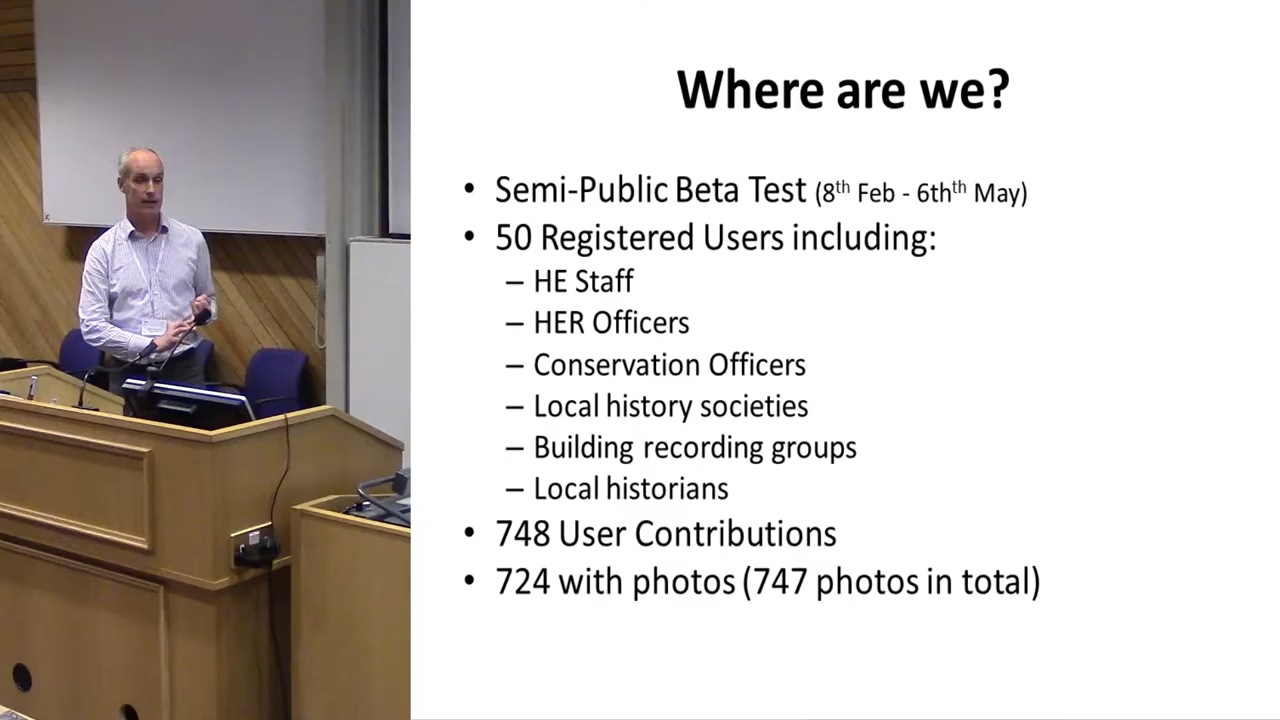 Where are we?
• Semi-Public Beta Test (8th Feb - 6thth May)
• 50 Registered Users including:
– HE Staff
– HER Officers
– Conservation Officers
– Local history societies
– Building recording groups
– Local historians
• 748 User Contributions
• 724 with photos (747 photos in total)